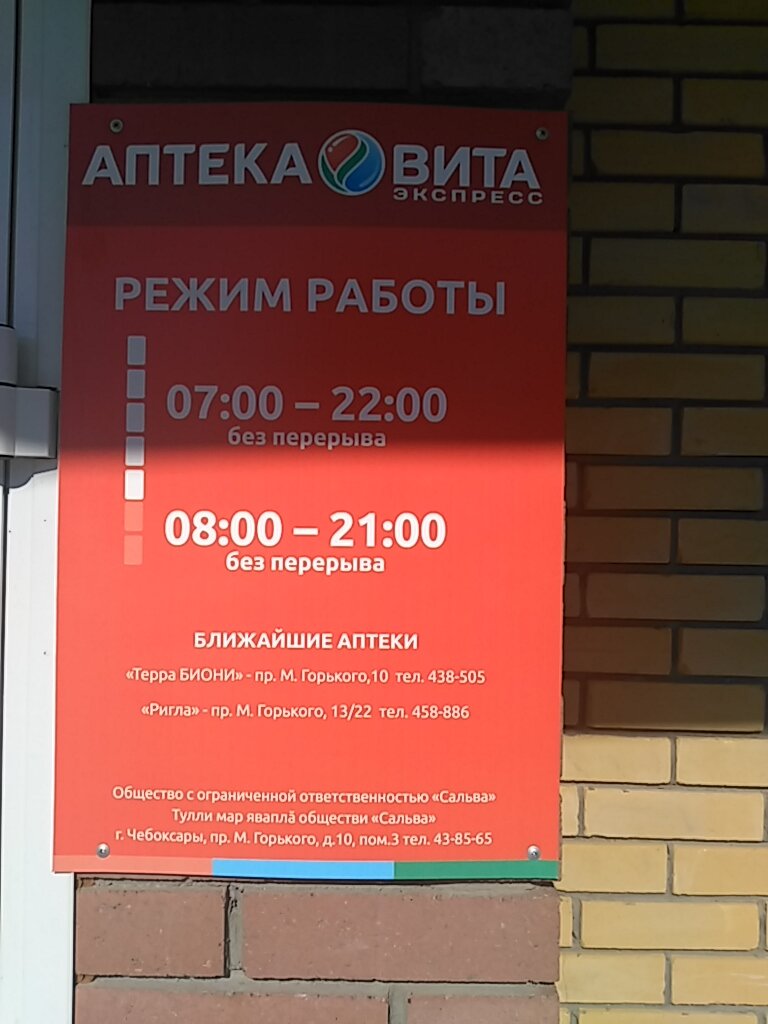 АПТЕКА ВИТА
ЭКСПРЕСС
РЕЖИМ РАБОТЫ
07:00 – 22:00
без перерыва
08:00 – 21:00
без перерыва
БЛИЖАЙШИЕ АПТЕКИ
«Терра БИОНИ» - пр. М. Горького,10 тел. 438-505
«Ригла» - пр. М. Горького, 13/22 тел. 458-886
Общество с ограниченной ответственностью «Сальва»
Тулли мар яваплӑ обществи «Сальва»
г. Чебоксары, пр. М. Горького, д.10, пом.3 тел. 43-85-65